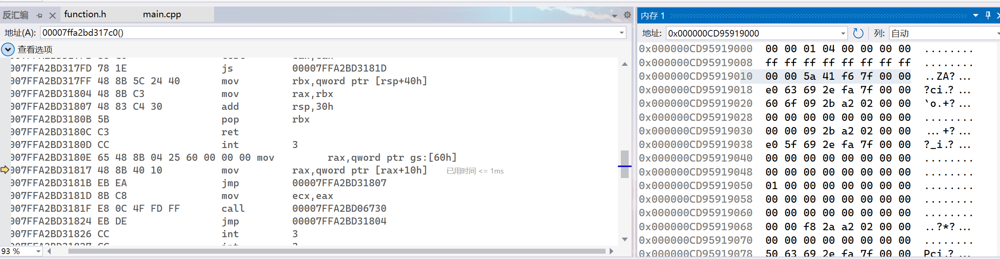 反汇编 function.h main.cpp
地址(A): 00007ffa2bd317c0()
查看选项
007FFA2BD317FD 78 1E js 00007FFA2BD3181D
007FFA2BD317FF 48 8B 5C 24 40 mov rbx,qword ptr [rsp+40h]
007FFA2BD31804 48 8B C3 mov rax,rbx
007FFA2BD31807 48 83 C4 30 add rsp,30h
007FFA2BD3180B 5B pop rbx
007FFA2BD3180C C3 ret
007FFA2BD3180D CC int 3
007FFA2BD3180E 65 48 8B 04 25 60 00 00 00 mov rax,qword ptr gs:[60h]
007FFA2BD31817 48 8B 40 10 mov rax,qword ptr [rax+10h] 已用时间 <= 1ms
007FFA2BD3181B EB EA jmp 00007FFA2BD31807
007FFA2BD3181D 8B C8 mov ecx,eax
007FFA2BD3181F E8 0C 4F FD FF call 00007FFA2BD06730
007FFA2BD31824 EB DE jmp 00007FFA2BD31804
007FFA2BD31826 CC int 3
93 %
内存 1
地址: 0x000000CD95919000 列: 自动
0x000000CD95919000 00 00 01 04 00 00 00 00 ........
0x000000CD95919008 ff ff ff ff ff ff ff ff ........
0x000000CD95919010 00 00 5a 41 f6 7f 00 00 ..ZA?...
0x000000CD95919018 e0 63 69 2e fa 7f 00 00 ?ci.?...
0x000000CD95919020 60 6f 09 2b a2 02 00 00 `o.+?...
0x000000CD95919028 00 00 00 00 00 00 00 00 ........
0x000000CD95919030 00 00 09 2b a2 02 00 00 ...+?...
0x000000CD95919038 e0 5f 69 2e fa 7f 00 00 ?_i.?...
0x000000CD95919040 00 00 00 00 00 00 00 00 ........
0x000000CD95919048 00 00 00 00 00 00 00 00 ........
0x000000CD95919050 01 00 00 00 00 00 00 00 ........
0x000000CD95919058 00 00 00 00 00 00 00 00 ........
0x000000CD95919060 00 00 00 00 00 00 00 00 ........
0x000000CD95919068 00 00 f8 2a a2 02 00 00 ..?*?...
0x000000CD95919070 00 00 00 00 00 00 00 00 ........
0x000000CD95919078 50 63 69 2e fa 7f 00 00 Pci.?...